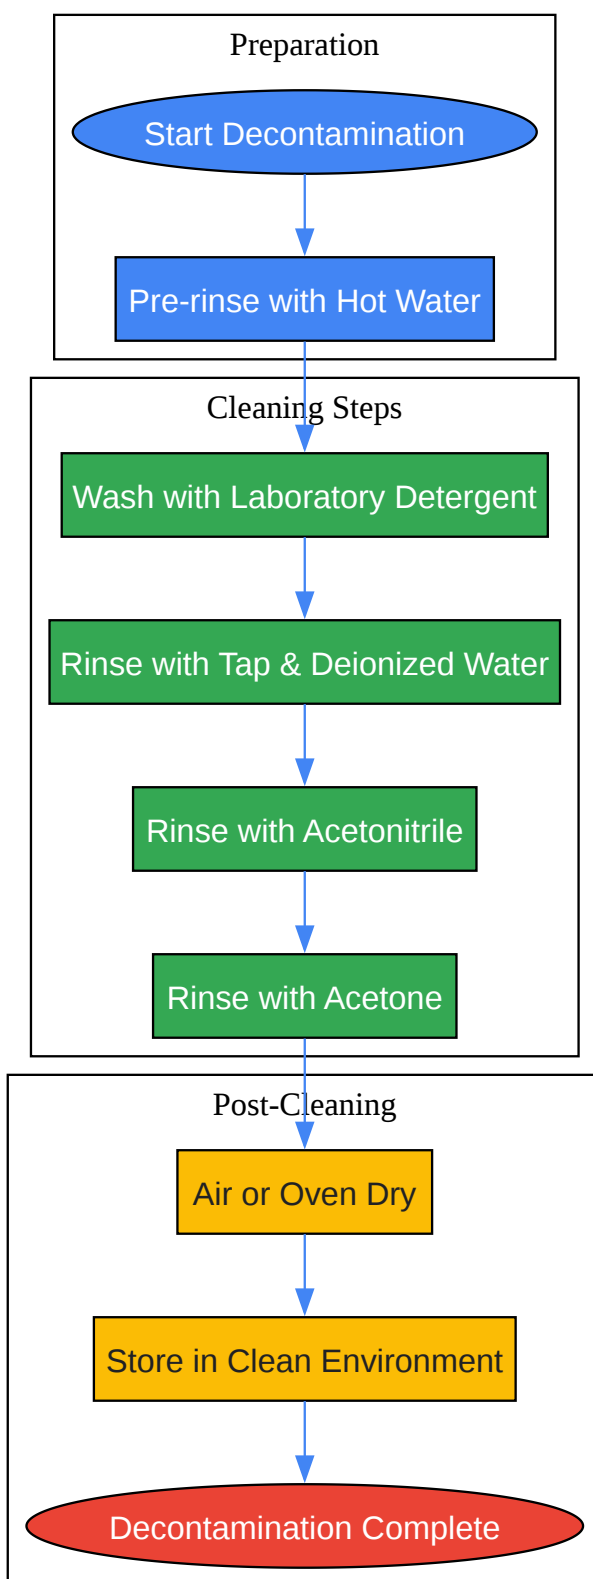 Preparation
Start Decontamination
Pre-rinse with Hot Water
Cleaning Steps
Wash with Laboratory Detergent
Rinse with Tap & Deionized Water
Rinse with Acetonitrile
Rinse with Acetone
Post-Cleaning
Air or Oven Dry
Store in Clean Environment
Decontamination Complete